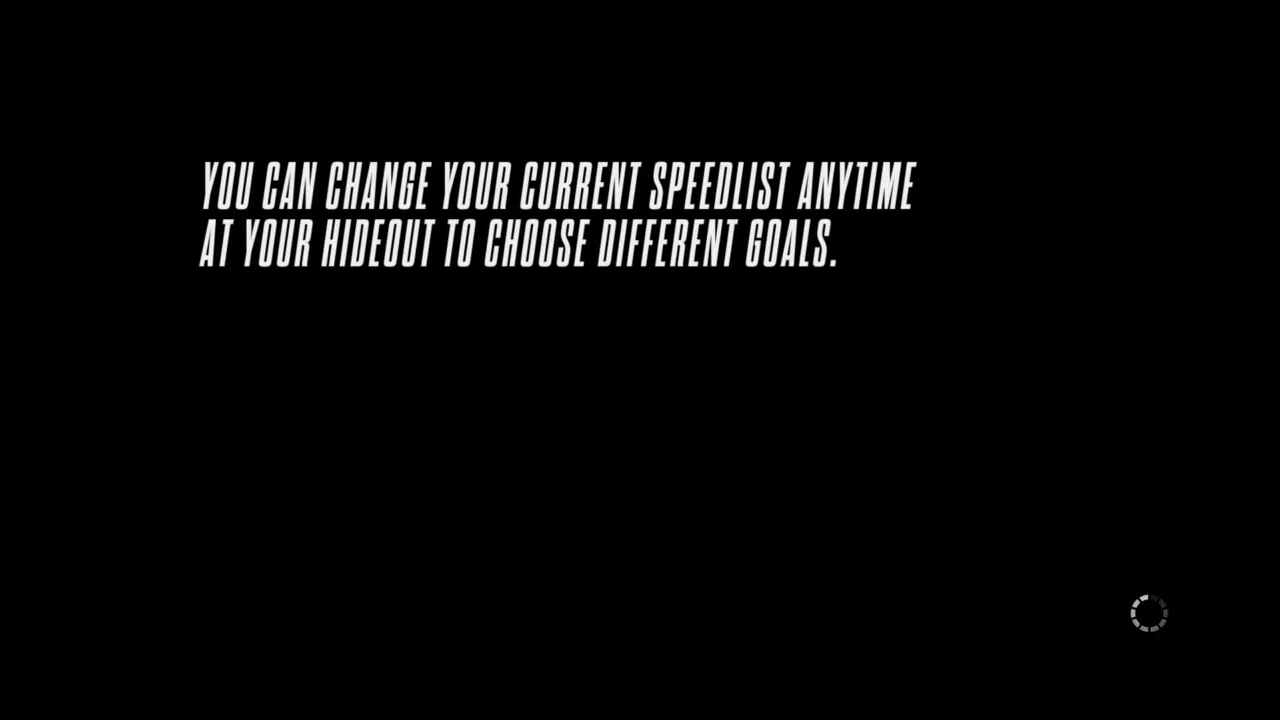 YOU CAN CHANGE YOUR CURRENT SPEEDLIST ANYTIME
AT YOUR HIDEOUT TO CHOOSE DIFFERENT GOALS.